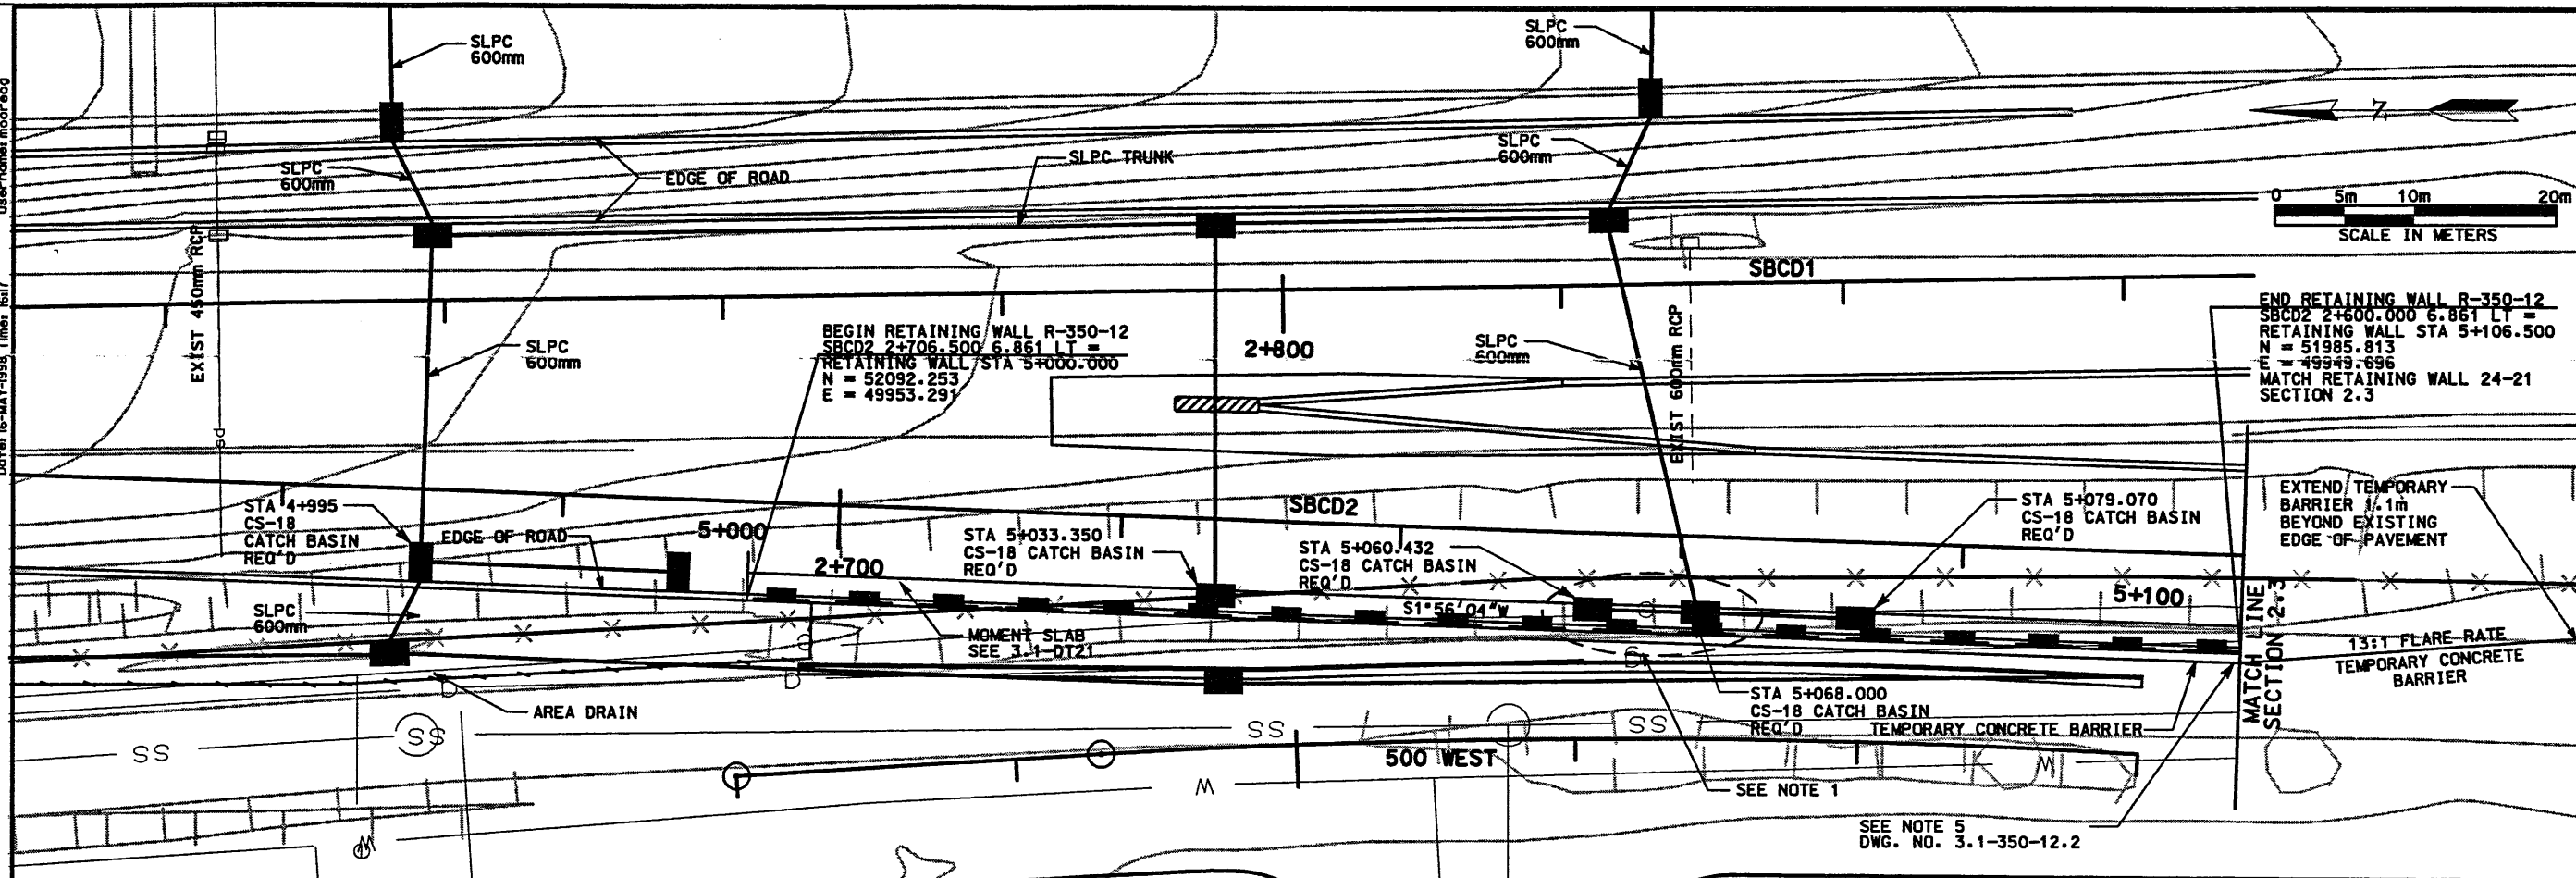 SLPC
600mm
SLPC
600mm
SLPC
600mm
EDGE OF ROAD
SLPC TRUNK
SLPC
600mm
Z
0 5m 10m 20m
SCALE IN METERS
EXIST 450mm RCP
SBCD1
SLPC
600mm
BEGIN RETAINING WALL R-350-12
SBCD2 2+706.500 6.861 LT =
RETAINING WALL STA 5+000.000
N = 52092.253
E = 49953.291
2+800
SLPC
600mm
EXIST 600mm RCP
END RETAINING WALL R-350-12
SBCD2 2+600.000 6.861 LT =
RETAINING WALL STA 5+106.500
N = 51985.813
E = 49949.696
MATCH RETAINING WALL 24-21
SECTION 2.3
STA 4+995
CS-18
CATCH BASIN
REQ'D
EDGE OF ROAD
5+000
2+700
STA 5+033.350
CS-18 CATCH BASIN
REQ'D
SBCD2
STA 5+060.432
CS-18 CATCH BASIN
REQ'D
STA 5+079.070
CS-18 CATCH BASIN
REQ'D
EXTEND TEMPORARY
BARRIER 1.1m
BEYOND EXISTING
EDGE OF PAVEMENT
SLPC
600mm
S1°56'04"W
5+100
MOMENT SLAB
SEE 3.1-DT21
MATCH LINE
SECTION 2.3
13:1 FLARE RATE
TEMPORARY CONCRETE
BARRIER
D
D
AREA DRAIN
STA 5+068.000
CS-18 CATCH BASIN
REQ'D
TEMPORARY CONCRETE BARRIER
SS
SS
SS
SS
500 WEST
W
W
W
SEE NOTE 1
SEE NOTE 5
DWG. NO. 3.1-350-12.2
Date: 16-MAY-1998 Time: 16:17